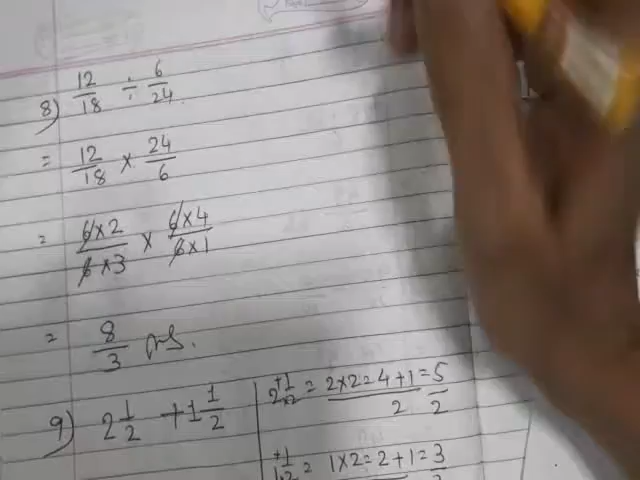 8) 12/18 ÷ 6/24
= 12/18 × 24/6
= 6×2/6×3 × 6×4/6×1
= 8/3 Ans.
9) 2 1/2 + 1 1/2
2 +1/×2 = 2×2=4+1/2 = 5/2
1 +1/×2 = 1×2=2+1 = 3/2